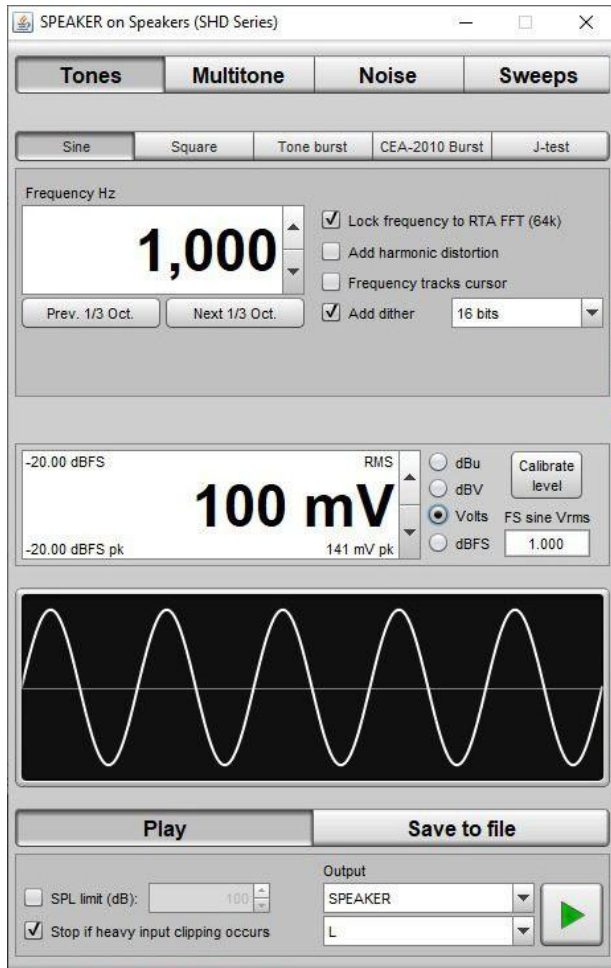 SPEAKER on Speakers (SHD Series)
Tones Multitone Noise Sweeps
Sine Square Tone burst CEA-2010 Burst J-test
Frequency Hz
1,000
Prev. 1/3 Oct. Next 1/3 Oct.
Lock frequency to RTA FFT (64k)
Add harmonic distortion
Frequency tracks cursor
Add dither 16 bits
-20.00 dBFS RMS
100 mV
-20.00 dBFS pk 141 mV pk
dBu
dBV
Volts
dBFS
Calibrate
level
FS sine Vrms
1.000
Play Save to file
SPL limit (dB): 100
Stop if heavy input clipping occurs
Output
SPEAKER
L